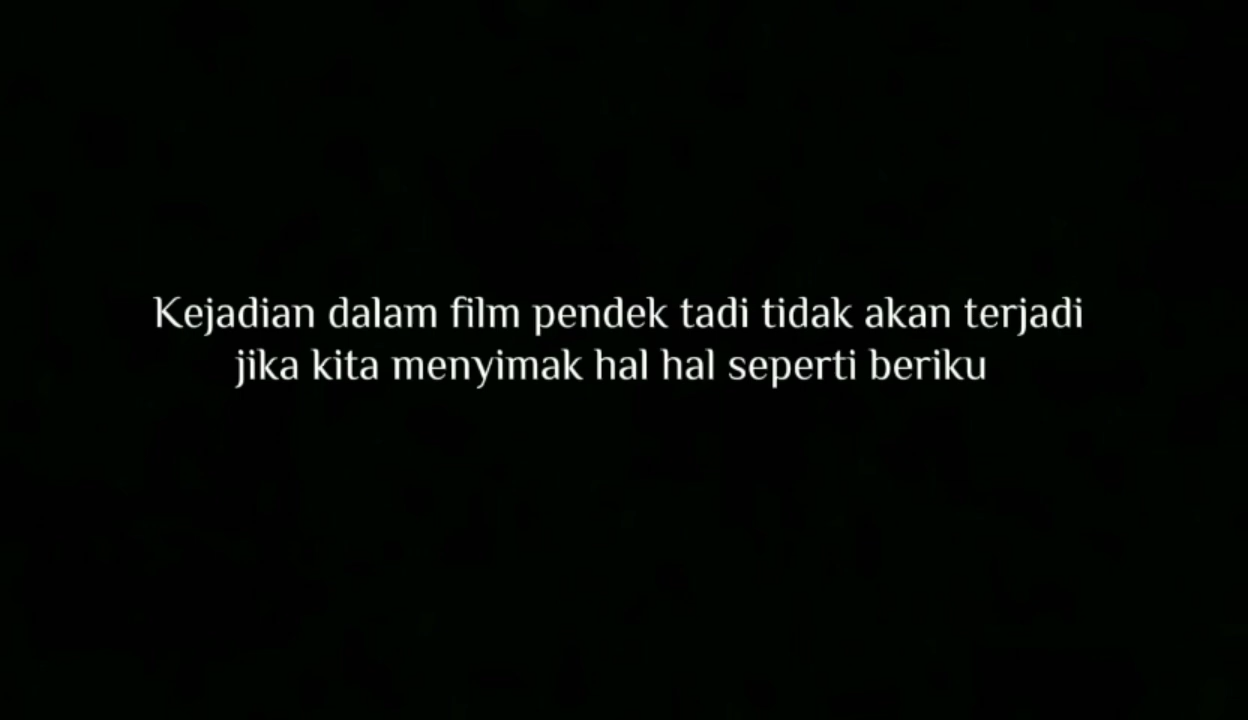 Kejadian dalam film pendek tadi tidak akan terjadi
jika kita menyimak hal hal seperti beriku